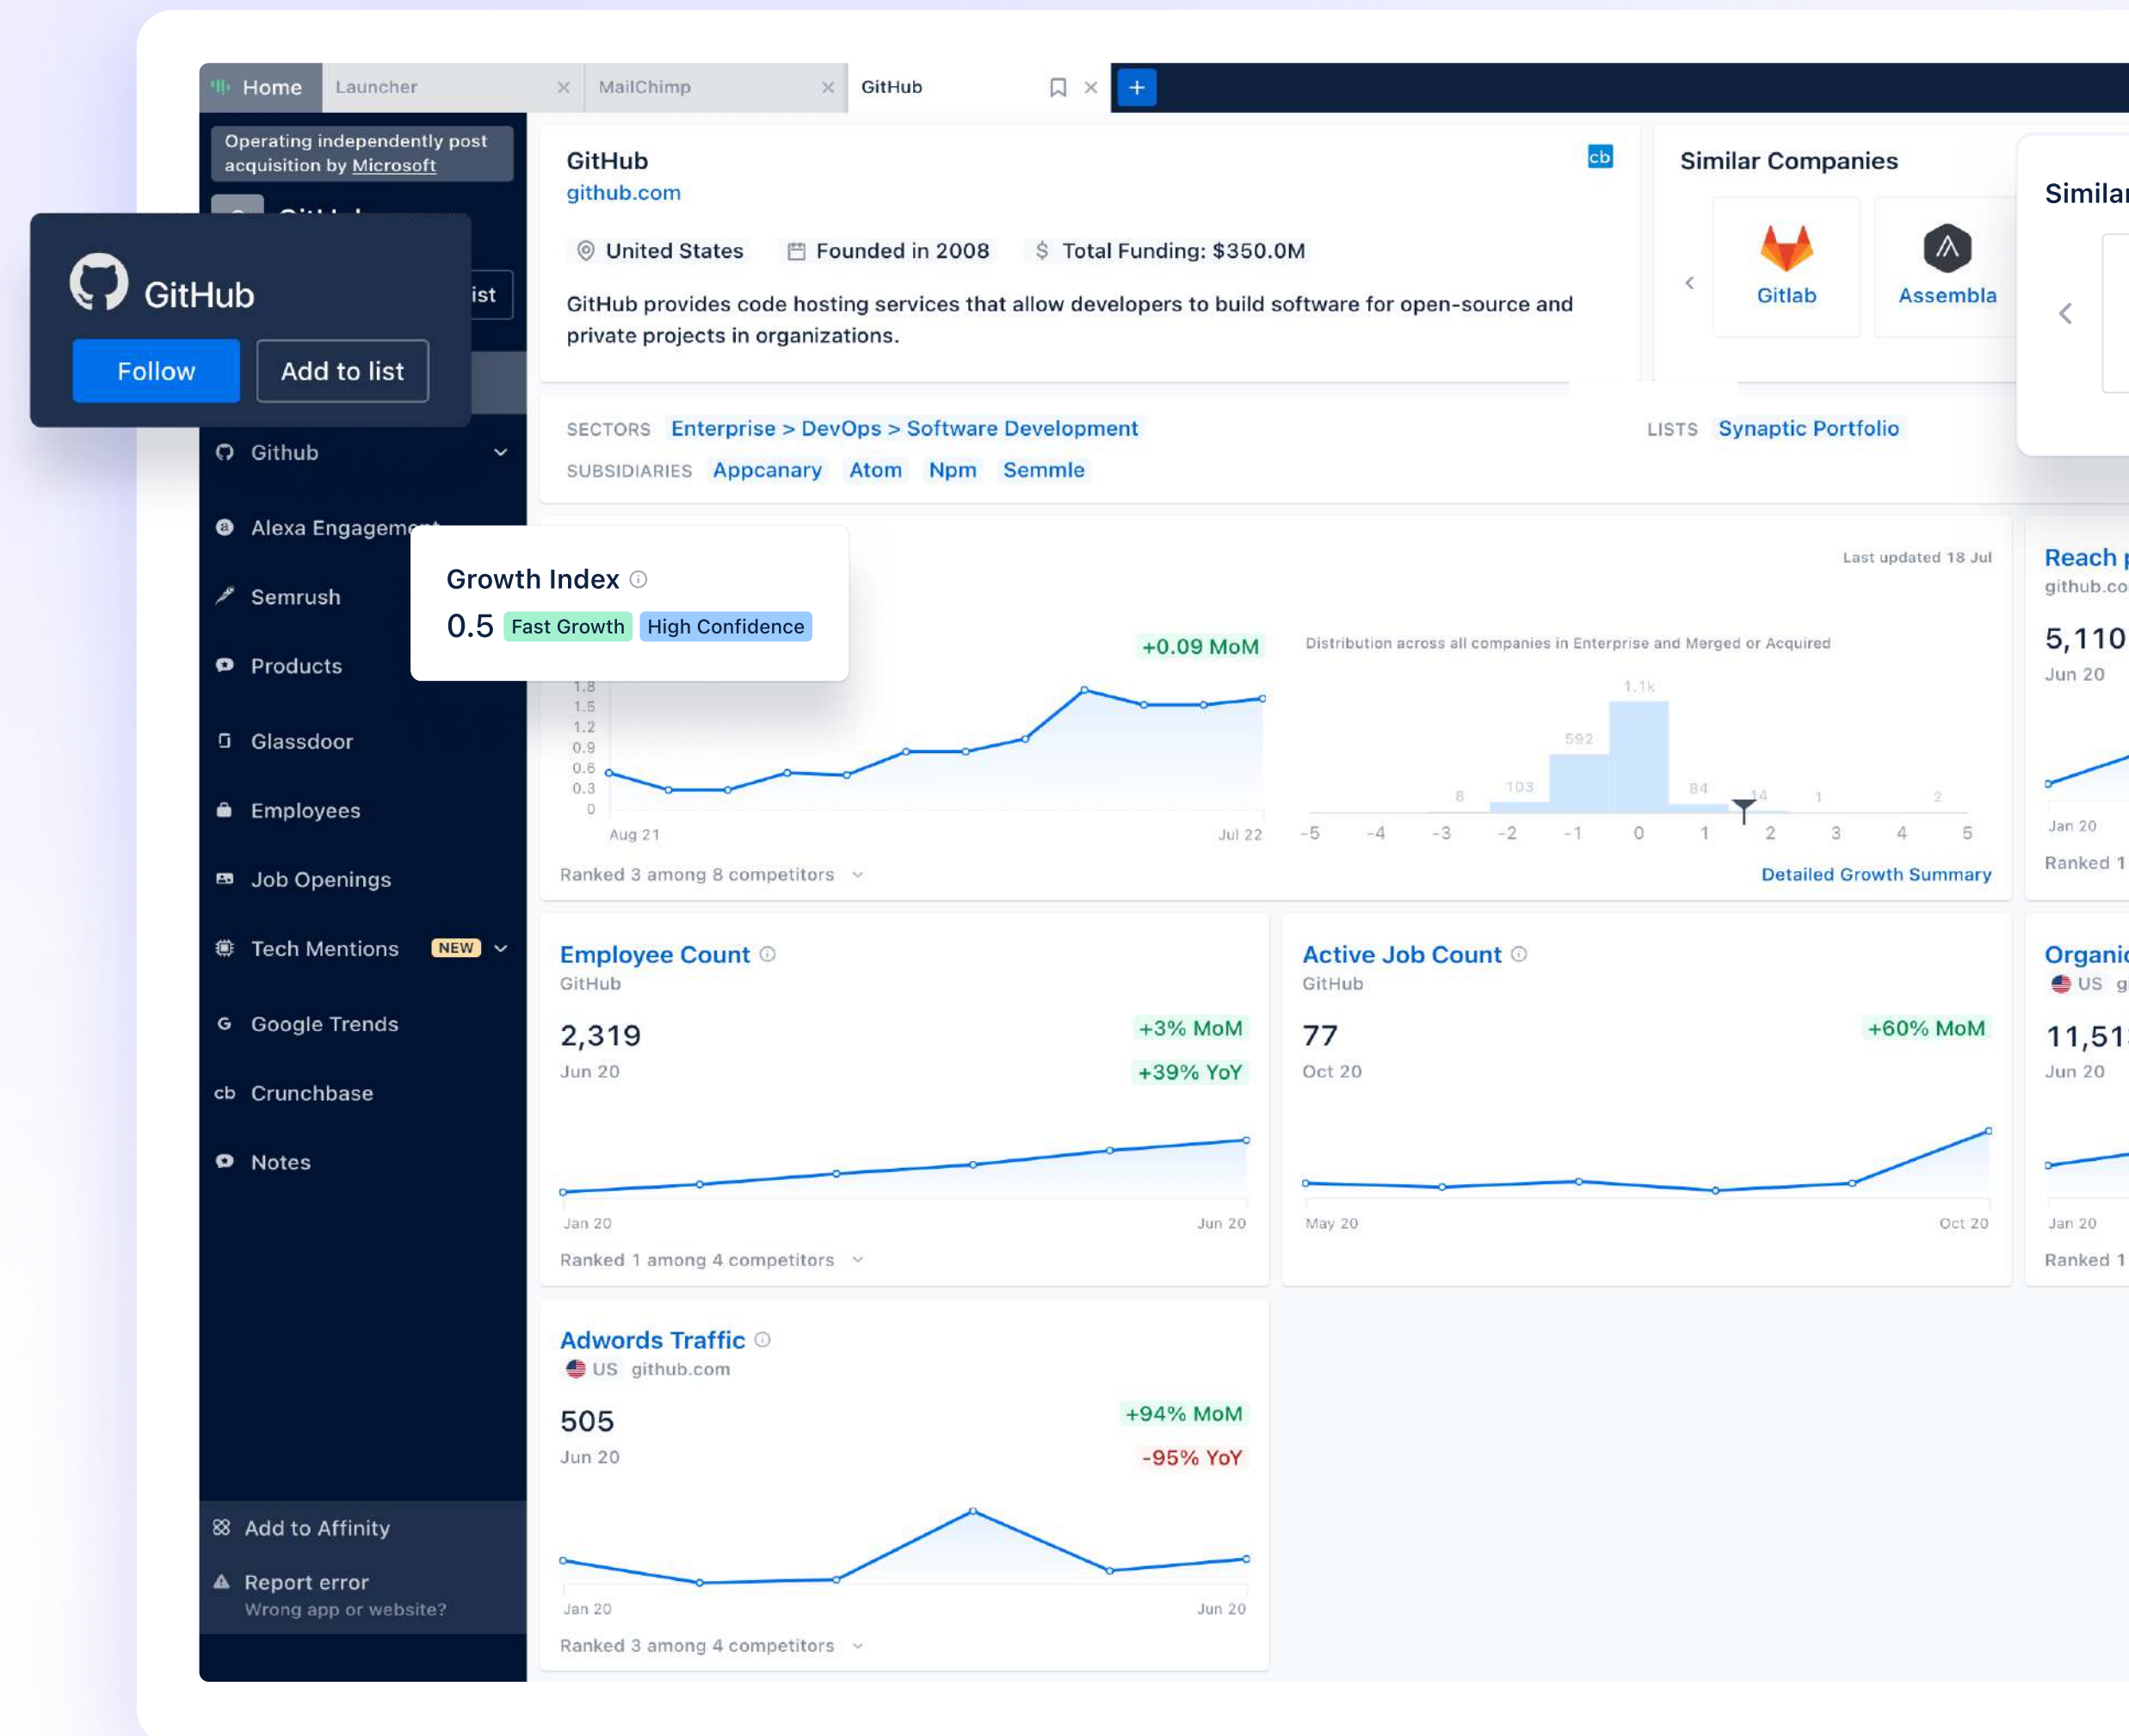 Home
Launcher
MailChimp
GitHub
Operating independently post
acquisition by Microsoft
GitHub
Follow
Add to list
ist
Github
Alexa Engagement
Semrush
Products
Glassdoor
Employees
Job Openings
Tech Mentions NEW
Google Trends
cb Crunchbase
Notes
Add to Affinity
Report error
Wrong app or website?
GitHub
github.com
cb
United States
Founded in 2008
$ Total Funding: $350.0M
GitHub provides code hosting services that allow developers to build software for open-source and
private projects in organizations.
Similar Companies
Gitlab
Assembla
Similar
SECTORS Enterprise > DevOps > Software Development
LISTS Synaptic Portfolio
SUBSIDIARIES Appcanary Atom Npm Semmle
Growth Index
0.5 Fast Growth High Confidence
Last updated 18 Jul
+0.09 MoM
1.8
1.5
1.2
0.9
0.6
0.3
0
Aug 21
Jul 22
Ranked 3 among 8 competitors
Distribution across all companies in Enterprise and Merged or Acquired
8
103
592
1.1k
84
14
1
2
-5 -4 -3 -2 -1 0 1 2 3 4 5
Detailed Growth Summary
Reach
5,110
Jun 20
Jan 20
Ranked 1
Employee Count
GitHub
2,319
Jun 20
+3% MoM
+39% YoY
Jan 20
Jun 20
Ranked 1 among 4 competitors
Active Job Count
GitHub
77
Oct 20
+60% MoM
May 20
Oct 20
Organic
US
11,51
Jun 20
Jan 20
Ranked 1
Adwords Traffic
US github.com
505
Jun 20
+94% MoM
-95% YoY
Jan 20
Jun 20
Ranked 3 among 4 competitors